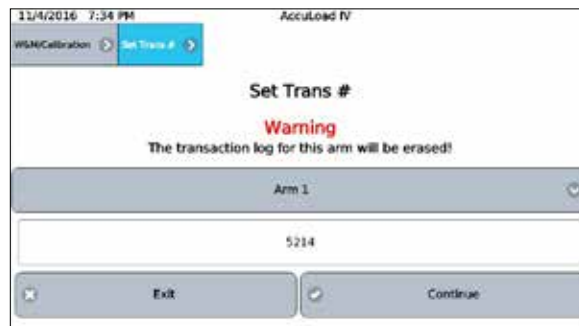 11/4/2016 7:34 PM AccuLoad IV
W&M/Calibration Set Trans #
Set Trans #
Warning
The transaction log for this arm will be erased!
Arm 1
5214
Exit Continue